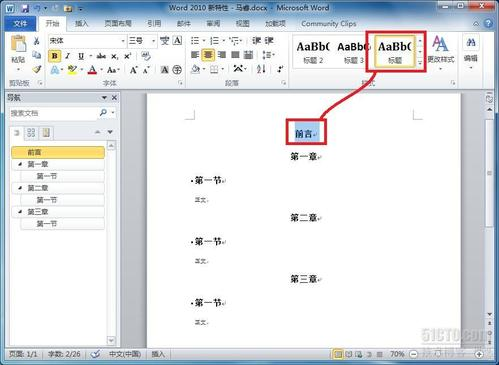 Word 2010 新特性 - 马睿.docx - Microsoft Word
文件 开始 插入 页面布局 引用 邮件 审阅 视图 加载项 Community Clips
粘贴
宋体 三号
B I U abc
AaBbC AaBbC AaBbC
标题 2 标题 3 标题
更改样式 编辑
剪贴板 字体 段落 样式
导航
搜索文档
前言
第一章
第一节
第二章
第一节
第三章
第一节
前言
第一章
第一节
正文
第二章
第一节
正文
第三章
第一节
正文
页面: 1/1 字数: 2/26 中文(中国) 插入 70%
51CTO.com